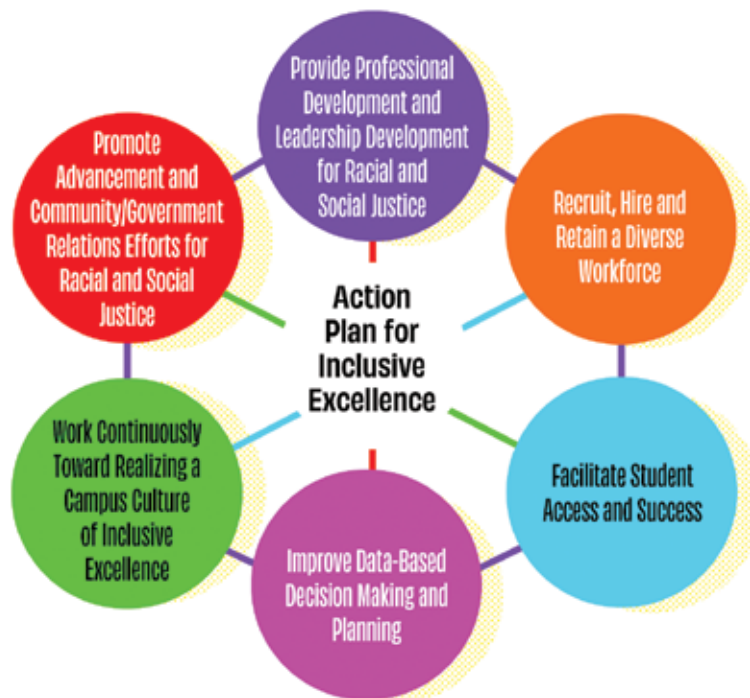 Provide Professional
Development and
Leadership Development
for Racial and
Social Justice
Recruit, Hire and
Retain a Diverse
Workforce
Facilitate Student
Access and Success
Improve Data-Based
Decision Making and
Planning
Work Continuously
Toward Realizing a
Campus Culture
of Inclusive
Excellence
Promote
Advancement and
Community/Government
Relations Efforts for
Racial and Social
Justice
Action
Plan for
Inclusive
Excellence